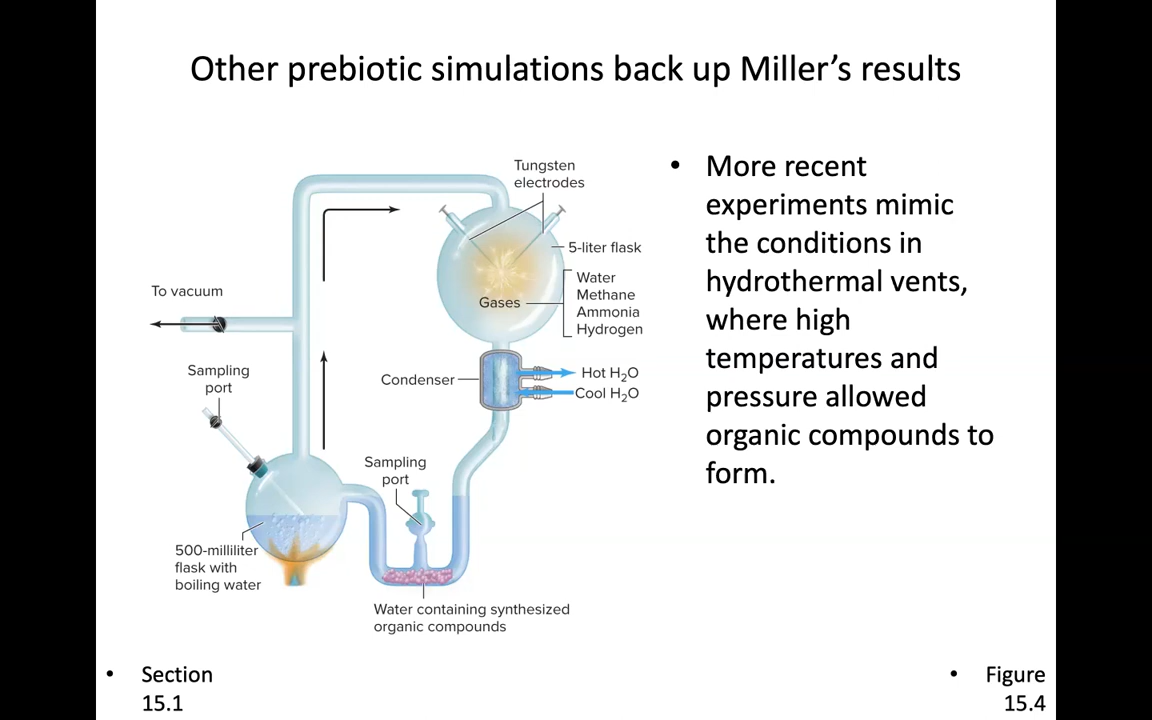 Other prebiotic simulations back up Miller’s results
Tungsten
electrodes
5-liter flask
Water
Methane
Ammonia
Hydrogen
Gases
To vacuum
Sampling
port
Condenser
Hot H₂O
Cool H₂O
Sampling
port
500-milliliter
flask with
boiling water
Water containing synthesized
organic compounds
• More recent
experiments mimic
the conditions in
hydrothermal vents,
where high
temperatures and
pressure allowed
organic compounds to
form.
• Section
15.1
• Figure
15.4